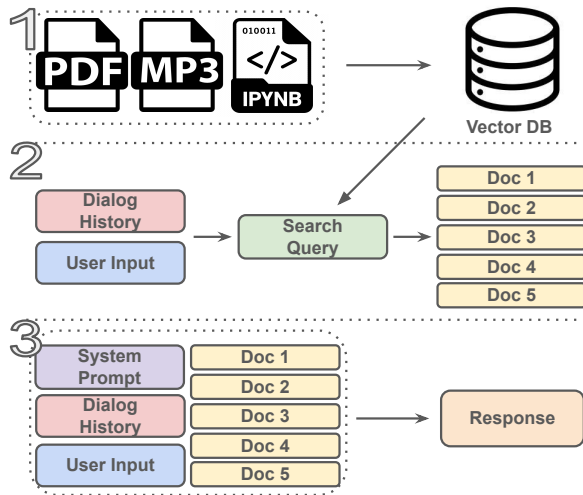 1
PDF
MP3
010011
</>
IPYNB
Vector DB
2
Dialog
History
User Input
Search
Query
Doc 1
Doc 2
Doc 3
Doc 4
Doc 5
3
System
Prompt
Dialog
History
User Input
Doc 1
Doc 2
Doc 3
Doc 4
Doc 5
Response